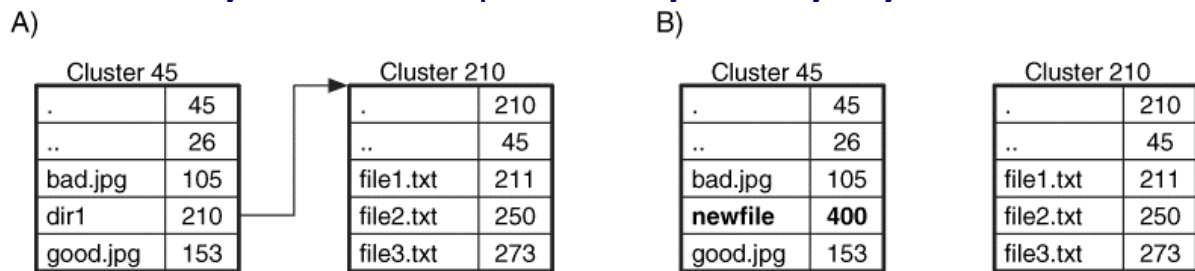 A)
Cluster 45
. 45
.. 26
bad.jpg 105
dir1 210
good.jpg 153
Cluster 210
. 210
.. 45
file1.txt 211
file2.txt 250
file3.txt 273
B)
Cluster 45
. 45
.. 26
bad.jpg 105
newfile 400
good.jpg 153
Cluster 210
. 210
.. 45
file1.txt 211
file2.txt 250
file3.txt 273